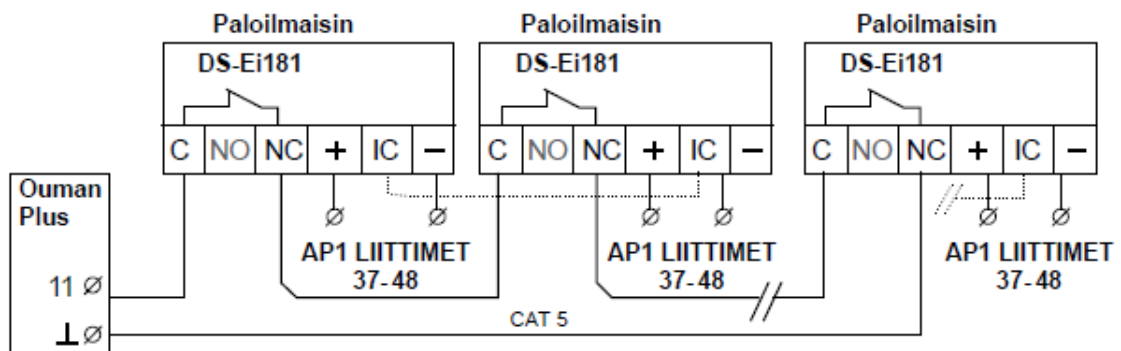 Paloilmaisin Paloilmaisin Paloilmaisin
DS-Ei181 DS-Ei181 DS-Ei181
C NO NC + IC − C NO NC + IC − C NO NC + IC −
Ouman
Plus
AP1 LIITTIMET AP1 LIITTIMET AP1 LIITTIMET
37-48 37-48 37-48
11
CAT 5